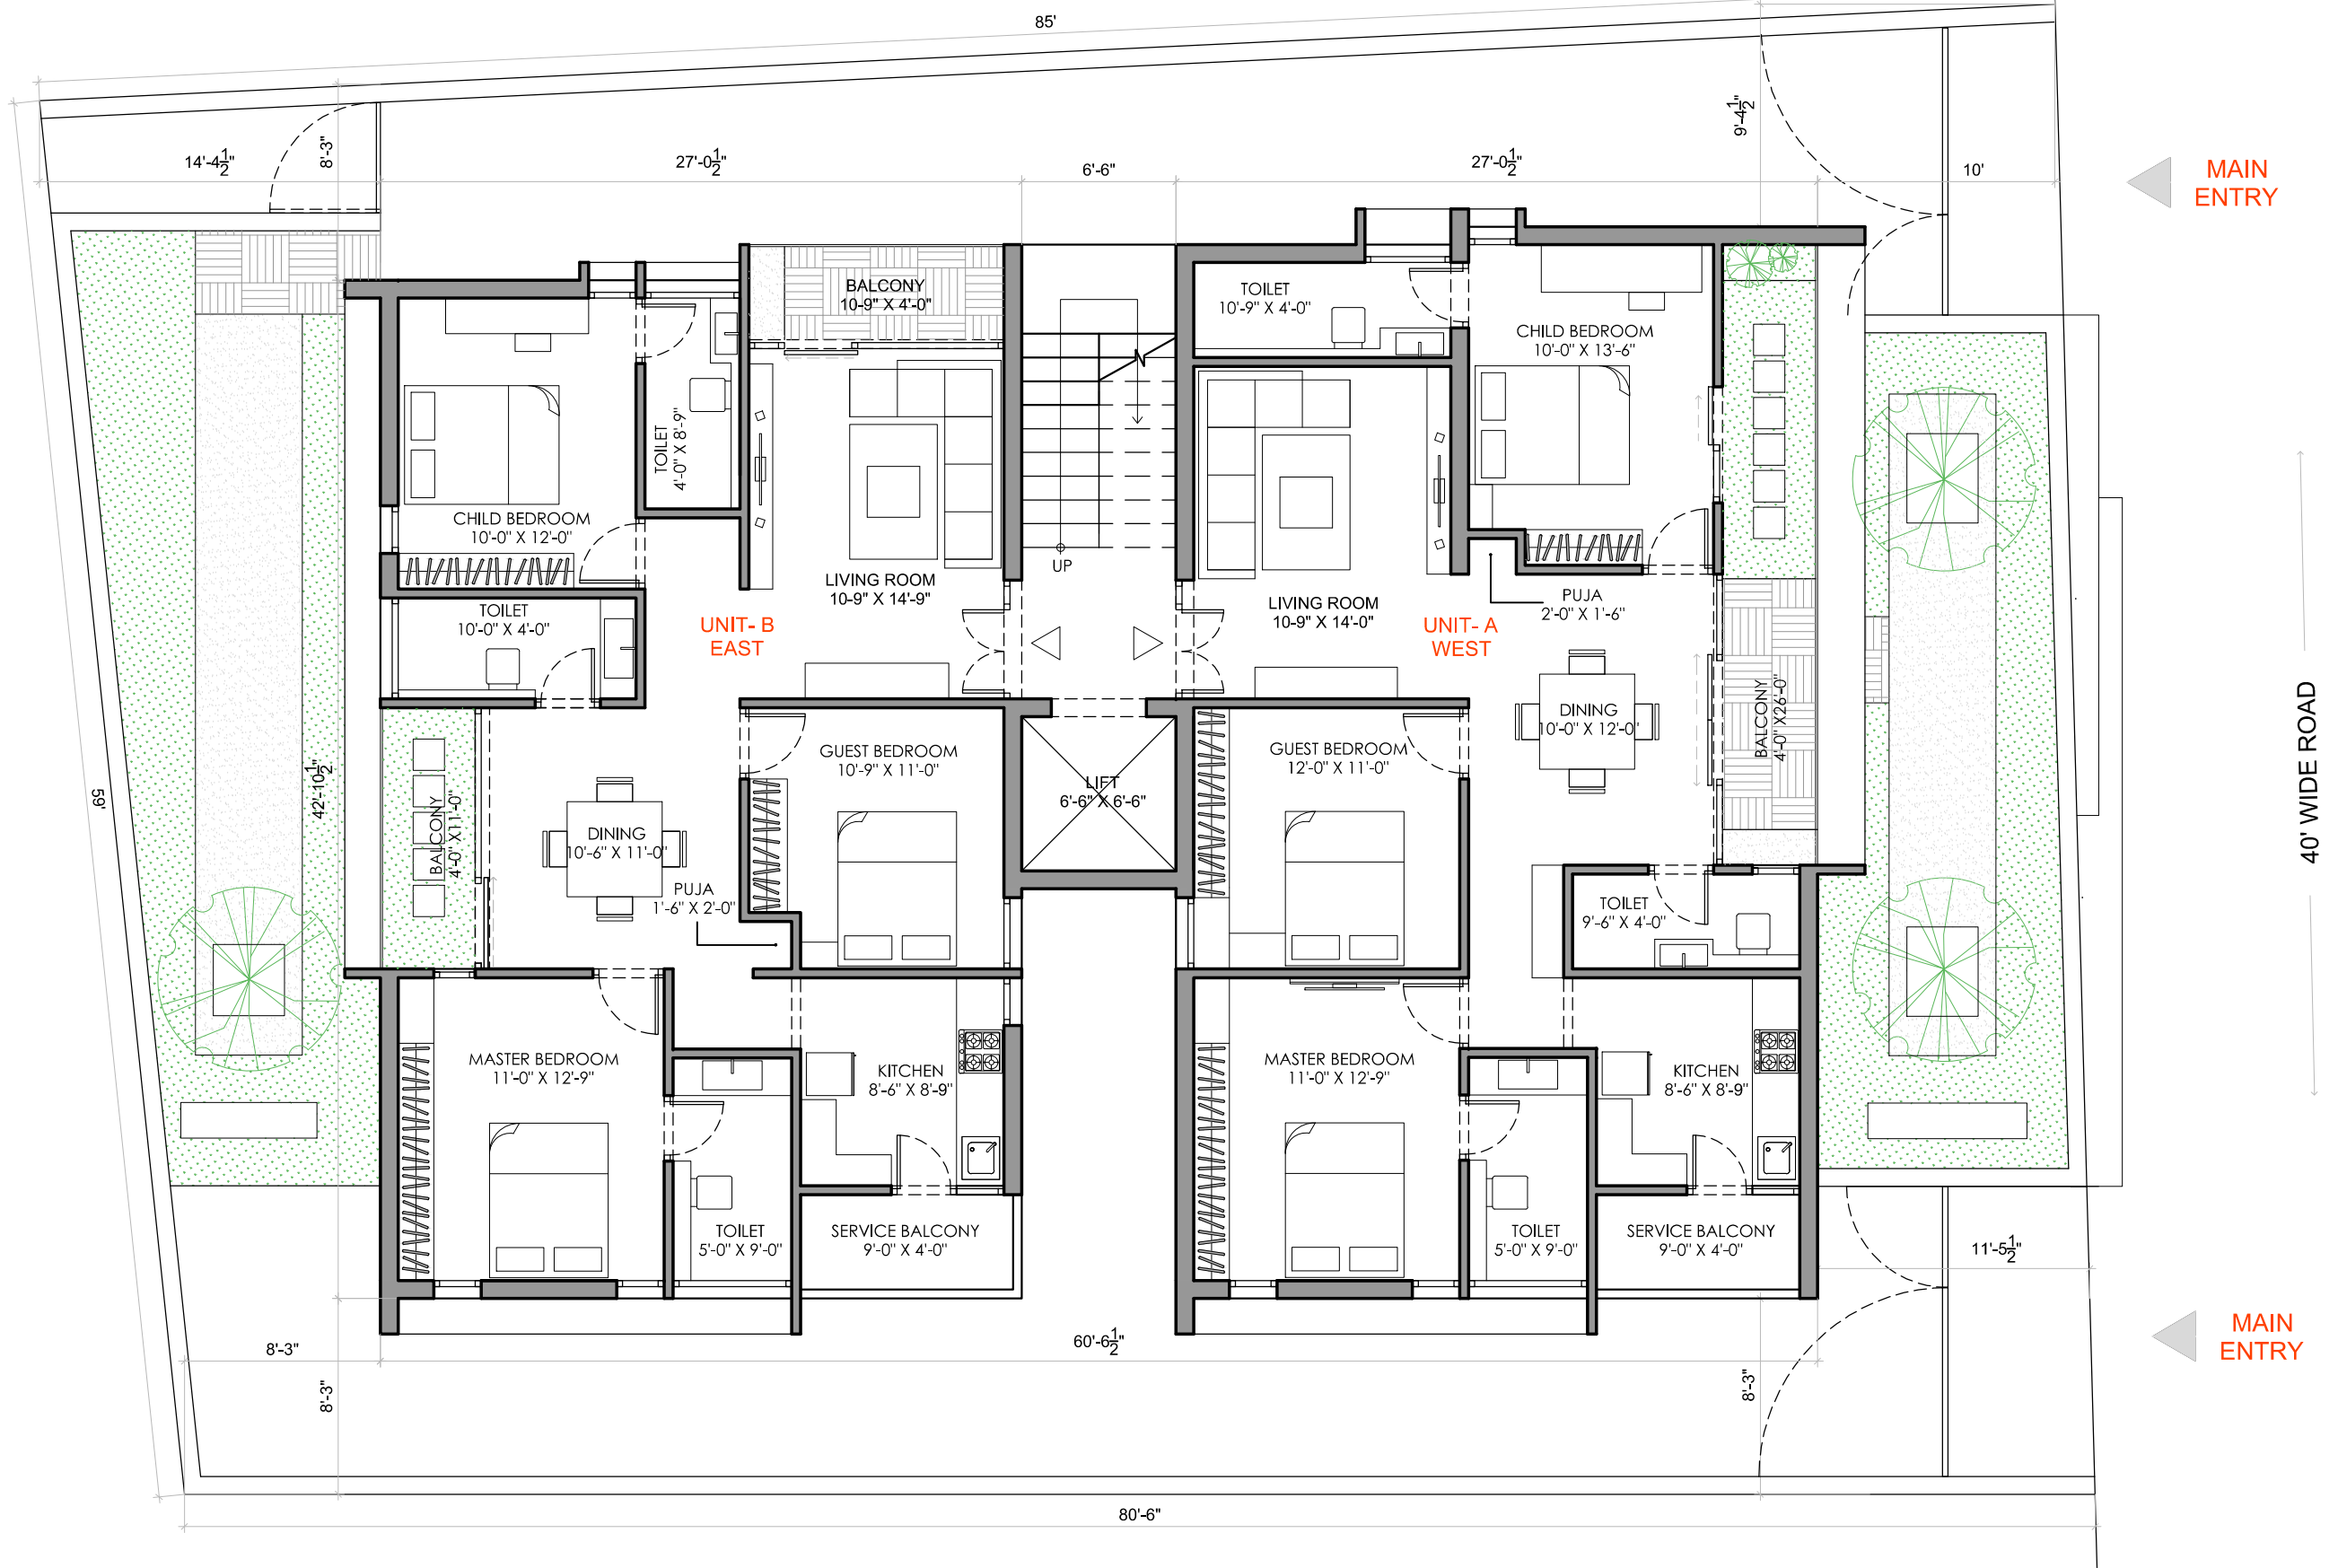 85'
14'-4½"
8'-3"
27'-0½"
6'-6"
27'-0½"
9'-4½"
10'
MAIN
ENTRY
BALCONY
10-9" X 4'-0"
TOILET
10'-9" X 4'-0"
CHILD BEDROOM
10'-0" X 13'-6"
TOILET
4'-0" X 8'-9"
CHILD BEDROOM
10'-0" X 12'-0"
UP
LIVING ROOM
10-9" X 14'-9"
LIVING ROOM
10-9" X 14'-0"
PUJA
2'-0" X 1'-6"
TOILET
10'-0" X 4'-0"
UNIT- B
EAST
UNIT- A
WEST
DINING
10'-0" X 12'-0"
BALCONY
4'-0" X26'-0"
GUEST BEDROOM
10'-9" X 11'-0"
GUEST BEDROOM
12'-0" X 11'-0"
LIFT
6'-6" X 6'-6"
40' WIDE ROAD
59'
42'-10½"
BALCONY
4'-0" X11'-0"
DINING
10'-6" X 11'-0"
PUJA
1'-6" X 2'-0"
TOILET
9'-6" X 4'-0"
MASTER BEDROOM
11'-0" X 12'-9"
KITCHEN
8'-6" X 8'-9"
MASTER BEDROOM
11'-0" X 12'-9"
KITCHEN
8'-6" X 8'-9"
TOILET
5'-0" X 9'-0"
SERVICE BALCONY
9'-0" X 4'-0"
TOILET
5'-0" X 9'-0"
SERVICE BALCONY
9'-0" X 4'-0"
11'-5½"
8'-3"
60'-6½"
MAIN
ENTRY
8'-3"
8'-3"
80'-6"